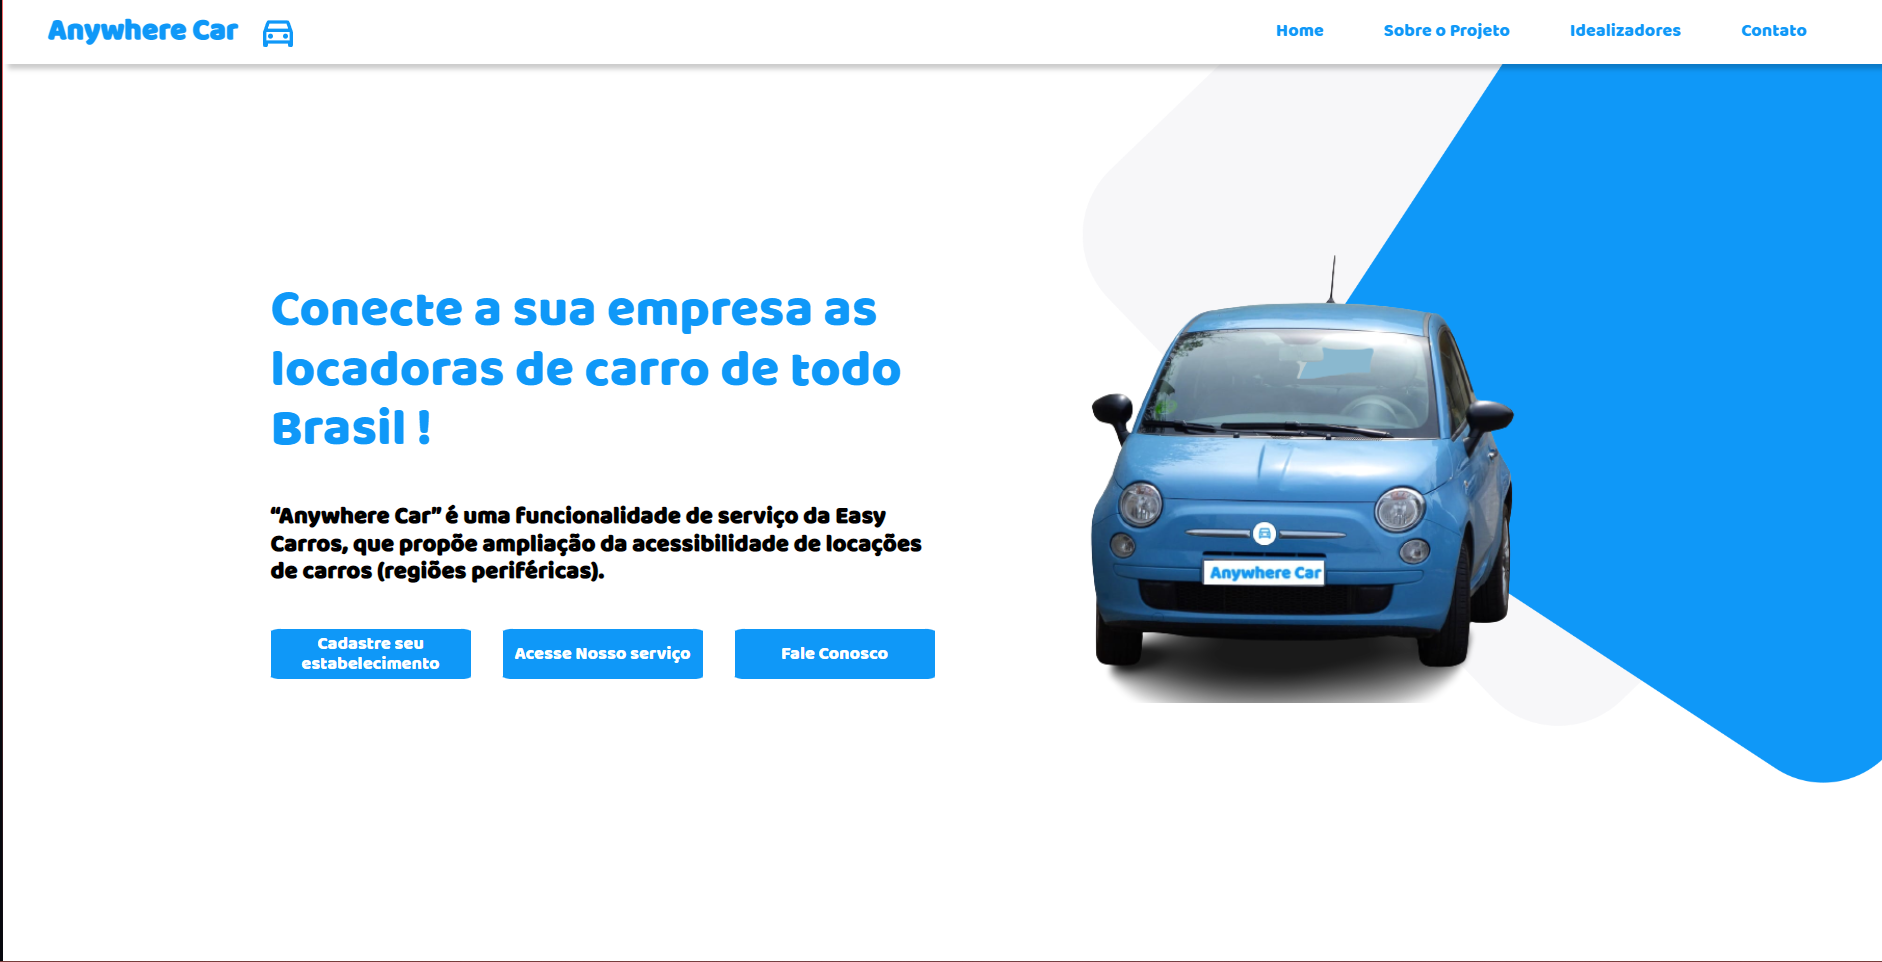 Anywhere Car
Home
Sobre o Projeto
Idealizadores
Contato
Conecte a sua empresa as
locadoras de carro de todo
Brasil !
“Anywhere Car” é uma funcionalidade de serviço da Easy
Carros, que propõe ampliação da acessibilidade de locações
de carros (regiões periféricas).
Cadastre seu
estabelecimento
Acesse Nosso serviço
Fale Conosco
Anywhere Car